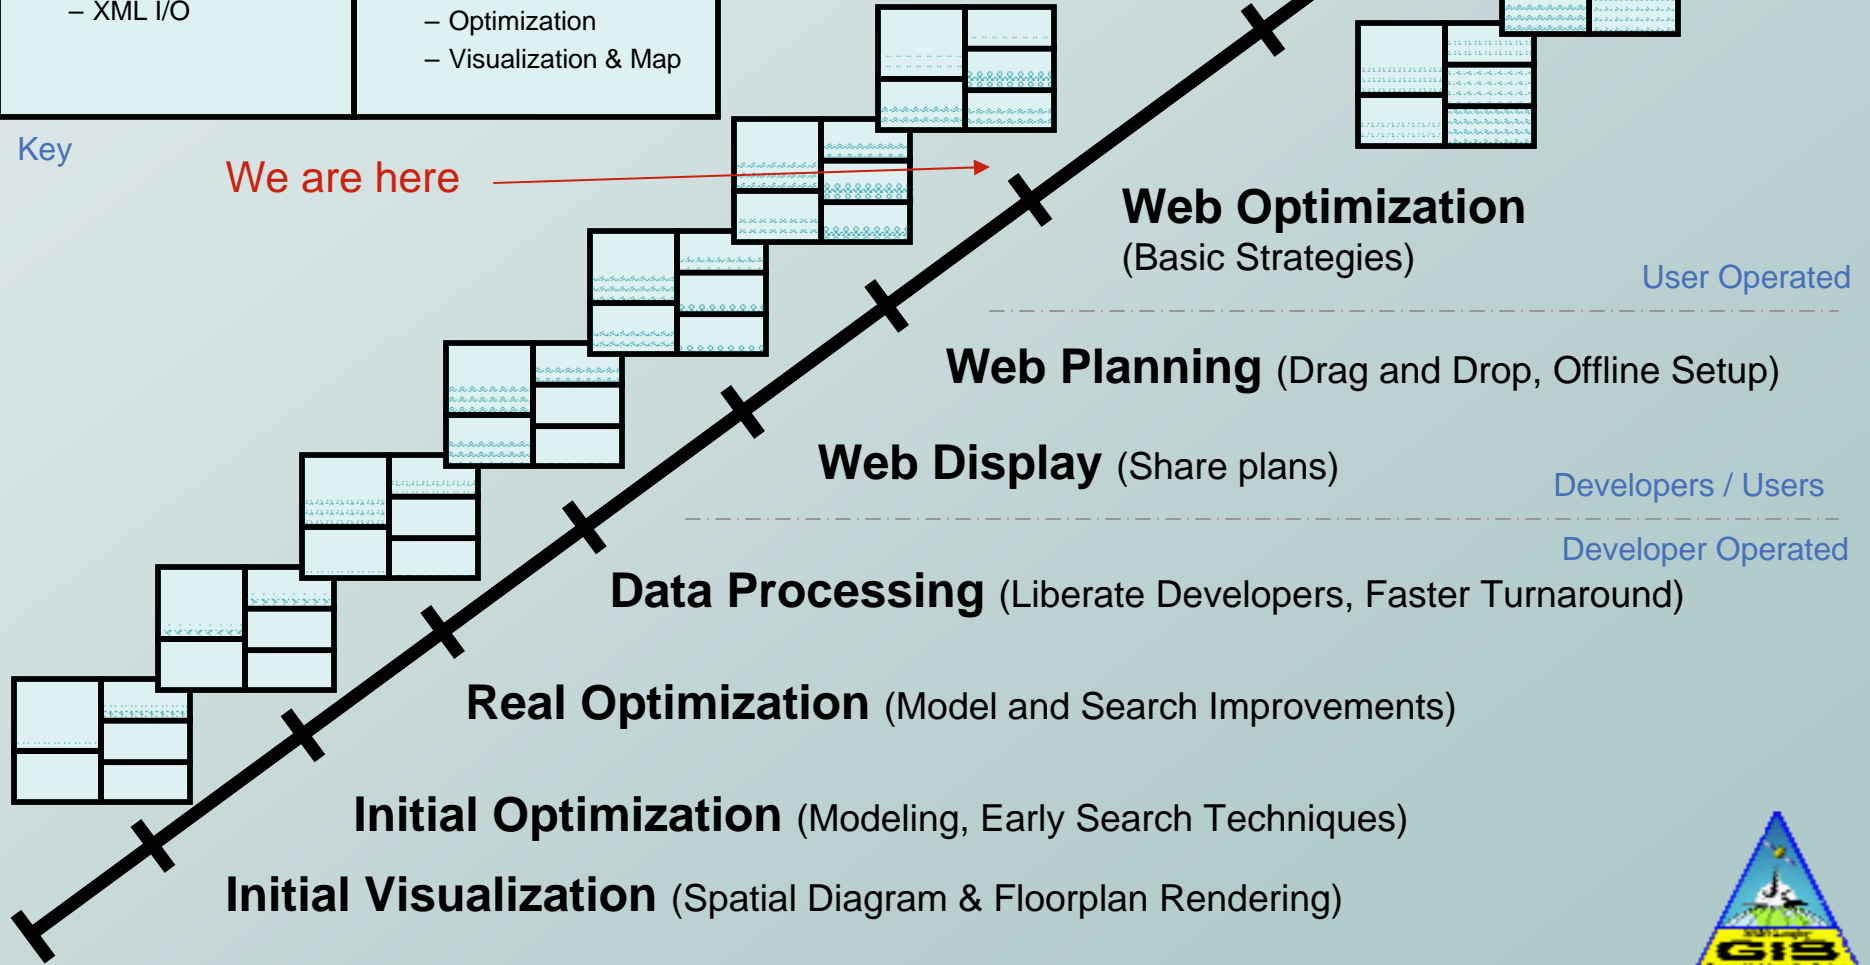 – XML I/O
– Optimization
– Visualization & Map
Key
We are here
Web Optimization
(Basic Strategies)
User Operated
Web Planning (Drag and Drop, Offline Setup)
Web Display (Share plans)
Developers / Users
Developer Operated
Data Processing (Liberate Developers, Faster Turnaround)
Real Optimization (Model and Search Improvements)
Initial Optimization (Modeling, Early Search Techniques)
Initial Visualization (Spatial Diagram & Floorplan Rendering)
GIS